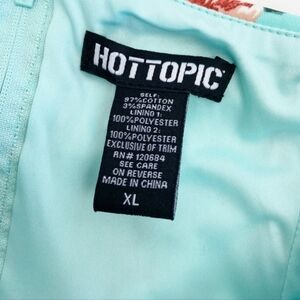 HOTTOPIC
SELF:
97%COTTON
3%SPANDEX
LINING 1:
100%POLYESTER
LINING 2:
100%POLYESTER
EXCLUSIVE OF TRIM
RN# 120684
SEE CARE
ON REVERSE
MADE IN CHINA
XL